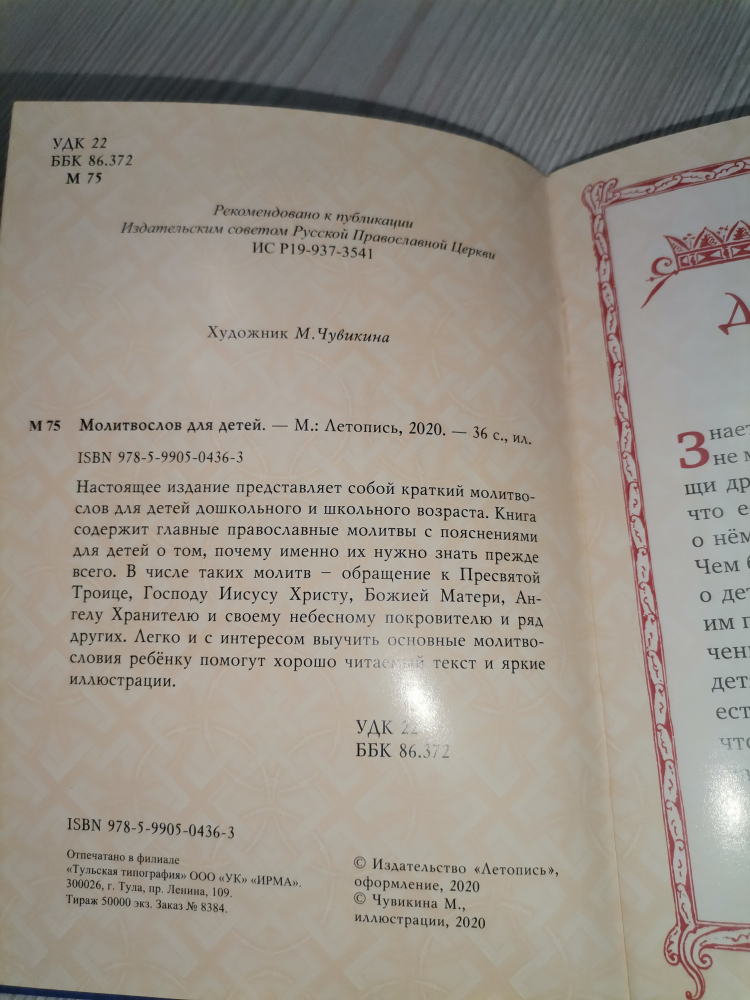 УДК 22
ББК 86.372
М 75
Рекомендовано к публикации
Издательским советом Русской Православной Церкви
ИС Р19-937-3541
Художник М.Чувикина
М 75 Молитвослов для детей. — М.: Летопись, 2020. — 36 с., ил.
ISBN 978-5-9905-0436-3
Настоящее издание представляет собой краткий молитво-
слов для детей дошкольного и школьного возраста. Книга
содержит главные православные молитвы с пояснениями
для детей о том, почему именно их нужно знать прежде
всего. В числе таких молитв – обращение к Пресвятой
Троице, Господу Иисусу Христу, Божией Матери, Ан-
гелу Хранителю и своему небесному покровителю и ряд
других. Легко и с интересом выучить основные молитво-
словия ребёнку помогут хорошо читаемый текст и яркие
иллюстрации.
УДК 22
ББК 86.372
ISBN 978-5-9905-0436-3
Отпечатано в филиале
«Тульская типография» ООО «УК» «ИРМА».
300026, г. Тула, пр. Ленина, 109.
Тираж 50000 экз. Заказ № 8384.
© Издательство «Летопись»,
оформление, 2020
© Чувикина М.,
иллюстрации, 2020
Д
Знает
не м
щи др
что е
о нём
Чем б
о дет
им п
чени
дет
ест
что